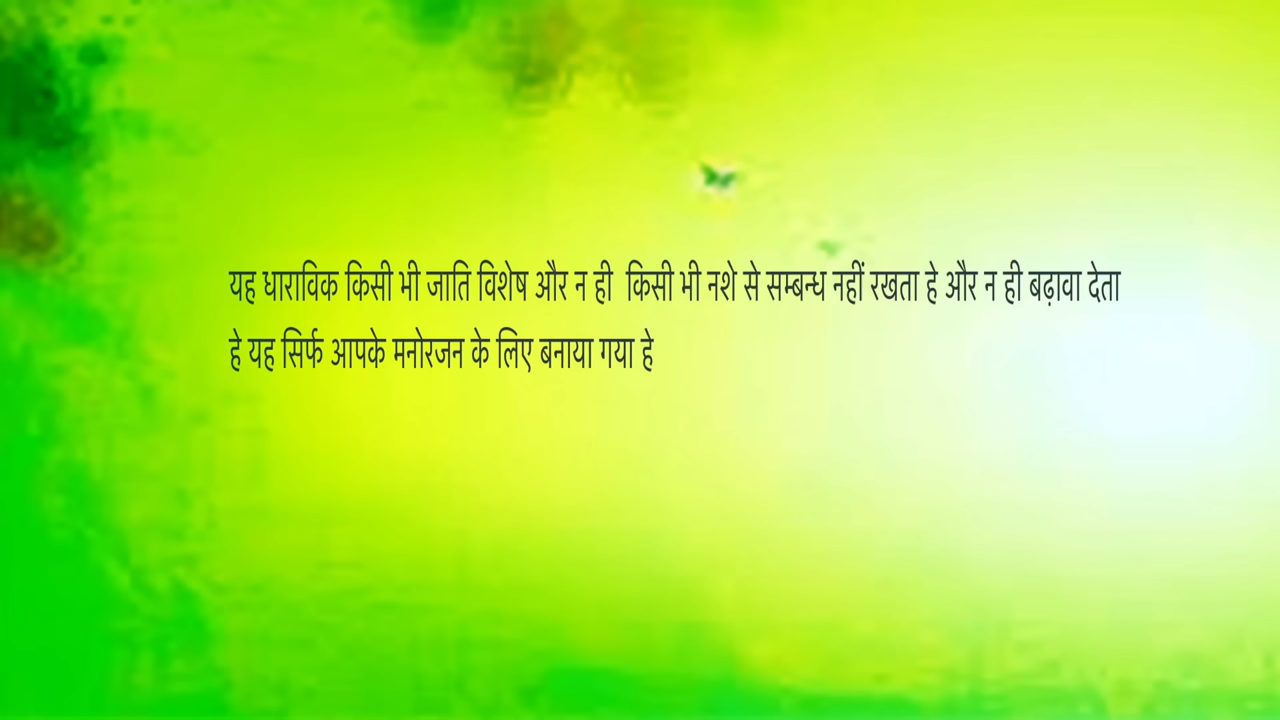 यह धाराविक किसी भी जाति विशेष और न ही किसी भी नशे से सम्बन्ध नहीं रखता हे और न ही बढ़ावा देता
हे यह सिर्फ आपके मनोरजन के लिए बनाया गया हे